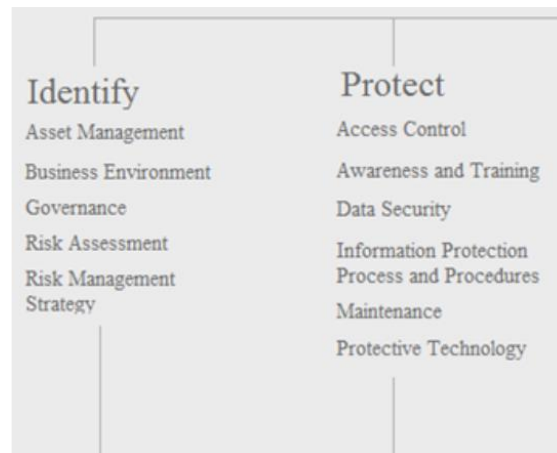 Identify
Asset Management
Business Environment
Governance
Risk Assessment
Risk Management
Strategy
Protect
Access Control
Awareness and Training
Data Security
Information Protection
Process and Procedures
Maintenance
Protective Technology